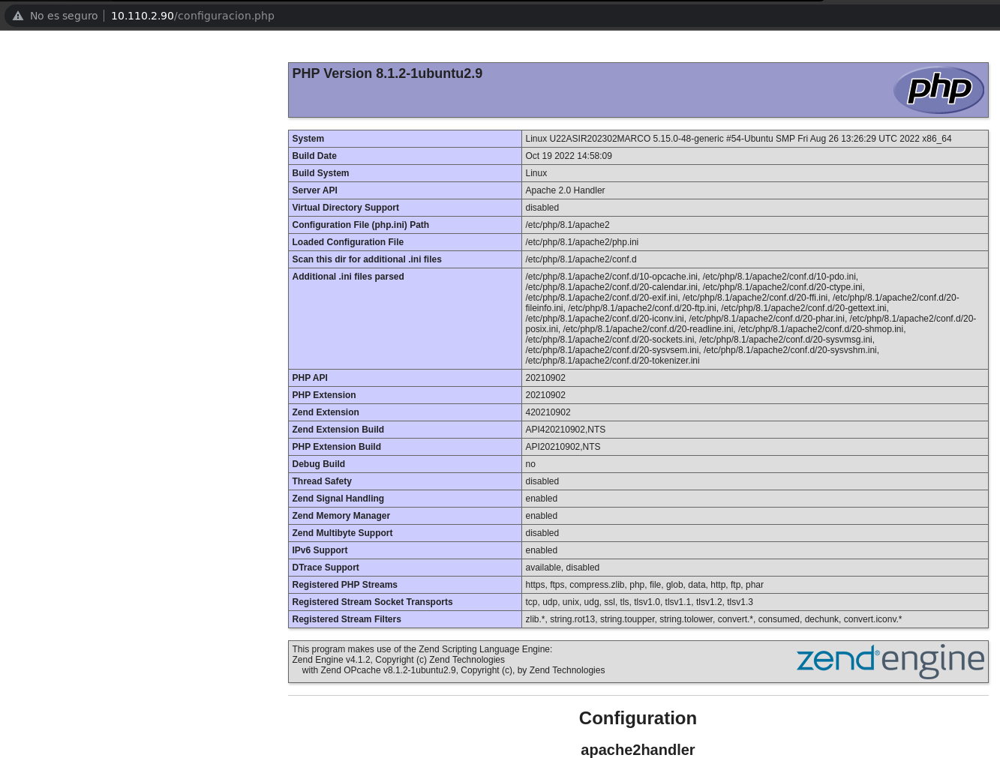 No es seguro 10.110.2.90/configuracion.php
PHP Version 8.1.2-1ubuntu2.9
php
System Linux U22ASIR202302MARCO 5.15.0-48-generic #54-Ubuntu SMP Fri Aug 26 13:26:29 UTC 2022 x86_64
Build Date Oct 19 2022 14:58:09
Build System Linux
Server API Apache 2.0 Handler
Virtual Directory Support disabled
Configuration File (php.ini) Path /etc/php/8.1/apache2
Loaded Configuration File /etc/php/8.1/apache2/php.ini
Scan this dir for additional .ini files /etc/php/8.1/apache2/conf.d
Additional .ini files parsed /etc/php/8.1/apache2/conf.d/10-opcache.ini, /etc/php/8.1/apache2/conf.d/10-pdo.ini,
/etc/php/8.1/apache2/conf.d/20-calendar.ini, /etc/php/8.1/apache2/conf.d/20-ctype.ini,
/etc/php/8.1/apache2/conf.d/20-exif.ini, /etc/php/8.1/apache2/conf.d/20-ffi.ini, /etc/php/8.1/apache2/conf.d/20-
fileinfo.ini, /etc/php/8.1/apache2/conf.d/20-ftp.ini, /etc/php/8.1/apache2/conf.d/20-gettext.ini,
/etc/php/8.1/apache2/conf.d/20-iconv.ini, /etc/php/8.1/apache2/conf.d/20-phar.ini, /etc/php/8.1/apache2/conf.d/20-
posix.ini, /etc/php/8.1/apache2/conf.d/20-readline.ini, /etc/php/8.1/apache2/conf.d/20-shmop.ini,
/etc/php/8.1/apache2/conf.d/20-sockets.ini, /etc/php/8.1/apache2/conf.d/20-sysvmsg.ini,
/etc/php/8.1/apache2/conf.d/20-sysvsem.ini, /etc/php/8.1/apache2/conf.d/20-sysvshm.ini,
/etc/php/8.1/apache2/conf.d/20-tokenizer.ini
PHP API 20210902
PHP Extension 20210902
Zend Extension 420210902
Zend Extension Build API420210902,NTS
PHP Extension Build API20210902,NTS
Debug Build no
Thread Safety disabled
Zend Signal Handling enabled
Zend Memory Manager enabled
Zend Multibyte Support disabled
IPv6 Support enabled
DTrace Support available, disabled
Registered PHP Streams https, ftps, compress.zlib, php, file, glob, data, http, ftp, phar
Registered Stream Socket Transports tcp, udp, unix, udg, ssl, tls, tlsv1.0, tlsv1.1, tlsv1.2, tlsv1.3
Registered Stream Filters zlib.*, string.rot13, string.toupper, string.tolower, convert.*, consumed, dechunk, convert.iconv.*
This program makes use of the Zend Scripting Language Engine:
Zend Engine v4.1.2, Copyright (c) Zend Technologies
with Zend OPcache v8.1.2-1ubuntu2.9, Copyright (c), by Zend Technologies
zend® engine
Configuration
apache2handler